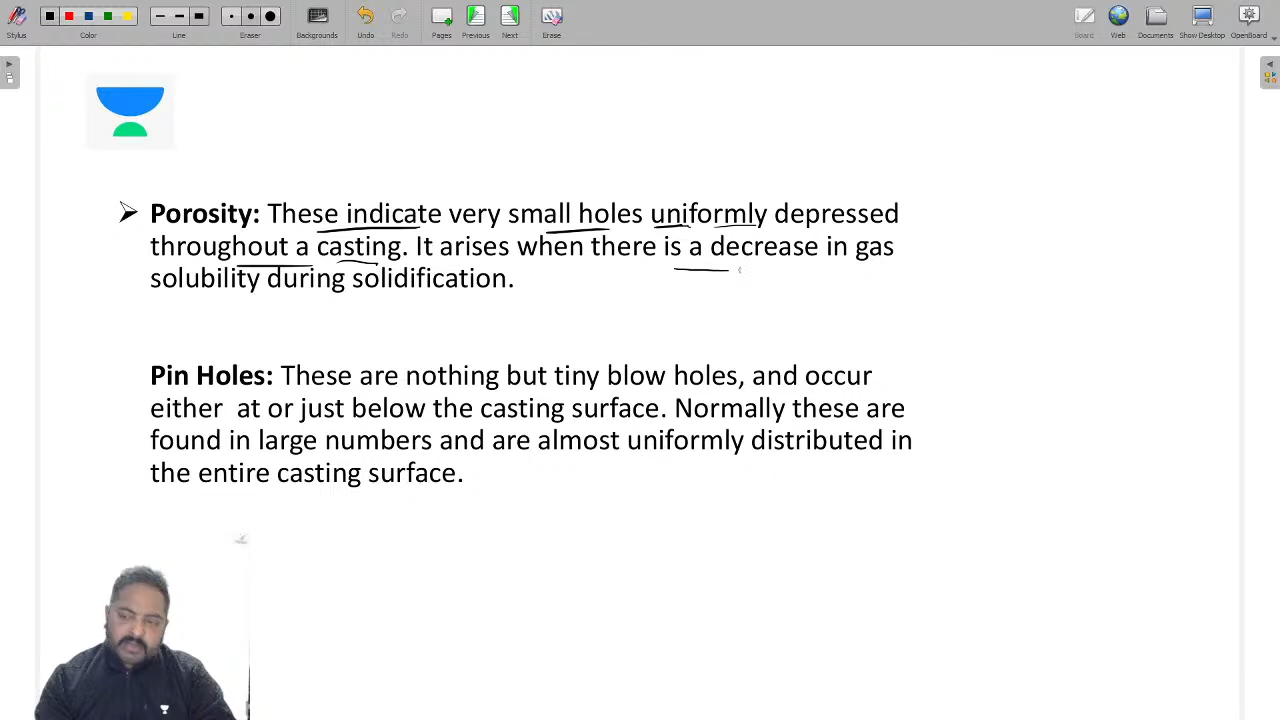 Stylus Color Line Eraser Backgrounds Undo Redo Pages Previous Next Erase Board Web Documents Show Desktop OpenBoard
➢ Porosity: These indicate very small holes uniformly depressed
throughout a casting. It arises when there is a decrease in gas
solubility during solidification.
Pin Holes: These are nothing but tiny blow holes, and occur
either at or just below the casting surface. Normally these are
found in large numbers and are almost uniformly distributed in
the entire casting surface.